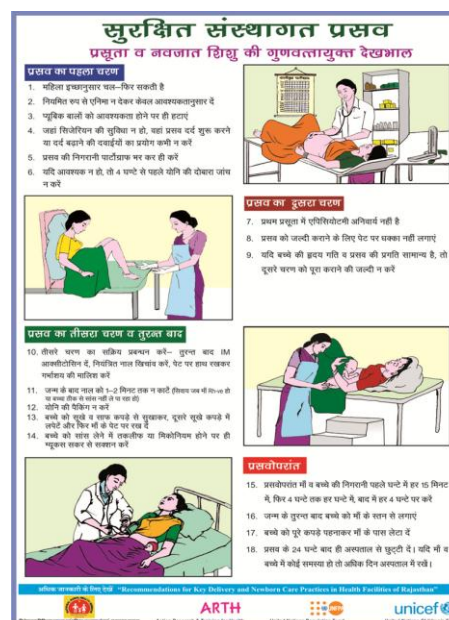 सुरक्षित संस्थागत प्रसव
प्रसूता व नवजात शिशु की गुणवत्तायुक्त देखभाल
प्रसव का पहला चरण
1. महिला इच्छानुसार चल–फिर सकती है
2. नियमित रुप से एनिमा न देकर केवल आवश्यकतानुसार दें
3. प्यूबिक बालों को आवश्यकता होने पर ही हटाएं
4. जहां सिजेरियन की सुविधा न हो, वहां प्रसव दर्द शुरू करने
या दर्द बढ़ाने की दवाईयों का प्रयोग कभी न करें
5. प्रसव की निगरानी पार्टोग्राफ भर कर ही करें
6. यदि आवश्यक न हो, तो 4 घण्टे से पहले योनि की दोबारा जांच
न करें
प्रसव का दूसरा चरण
7. प्रथम प्रसूता में एपिसियोटमी अनिवार्य नहीं है
8. प्रसव को जल्दी कराने के लिए पेट पर धक्का नहीं लगाएं
9. यदि बच्चे की हृदय गति व प्रसव की प्रगति सामान्य है, तो
दूसरे चरण को पूरा कराने की जल्दी न करें
प्रसव का तीसरा चरण व तुरन्त बाद
10. तीसरे चरण का सक्रिय प्रबन्धन करें– तुरन्त बाद IM
आक्सीटोसिन दें, नियंत्रित नाल खिंचांव करें, पेट पर हाथ रखकर
गर्भाशय की मालिश करें
11. जन्म के बाद नाल को 1–2 मिनट तक न काटें (सिवाय जब माँ Rh-ve हो
या बच्चा ठीक से सांस नहीं ले पा रहा हो)
12. योनि की पैकिंग न करें
13. बच्चे को सूखे व साफ कपड़े से सुखाकर, दूसरे सूखे कपड़े में
लपेटें और फिर माँ के पेट पर रख दें
14. बच्चे को सांस लेने में तकलीफ या मिकोनियम होने पर ही
म्यूकस सकर से सक्शन करें
प्रसवोपरांत
15. प्रसवोपरांत माँ व बच्चे की निगरानी पहले घन्टे में हर 15 मिनट
में, फिर 4 घन्टे तक हर घन्टे में, बाद में हर 4 घन्टे पर करें
16. जन्म के तुरन्त बाद बच्चे को माँ के स्तन से लगाएं
17. बच्चे को पूरे कपड़े पहनाकर माँ के पास लेटा दें
18. प्रसव के 24 घन्टे बाद ही अस्पताल से छुट्टी दें। यदि माँ व
बच्चे में कोई समस्या हो तो अधिक दिन अस्पताल में रखें।
अधिक जानकारी के लिए देखें "Recommendations for Key Delivery and Newborn Care Practices in Health Facilities of Rajasthan"
ARTH
unicef